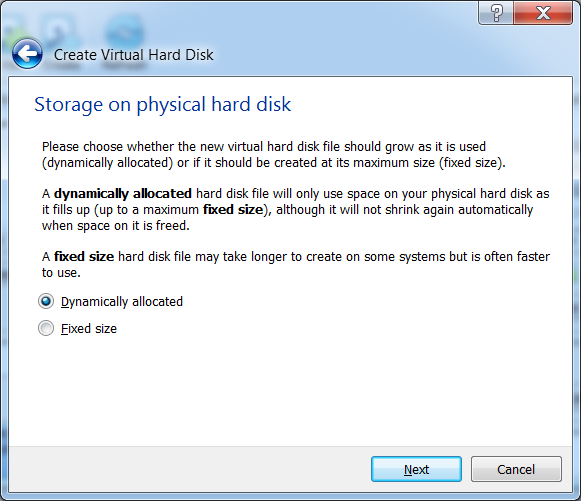 Create Virtual Hard Disk
Storage on physical hard disk
Please choose whether the new virtual hard disk file should grow as it is used
(dynamically allocated) or if it should be created at its maximum size (fixed size).
A dynamically allocated hard disk file will only use space on your physical hard disk as
it fills up (up to a maximum fixed size), although it will not shrink again automatically
when space on it is freed.
A fixed size hard disk file may take longer to create on some systems but is often faster
to use.
Dynamically allocated
Fixed size
Next
Cancel